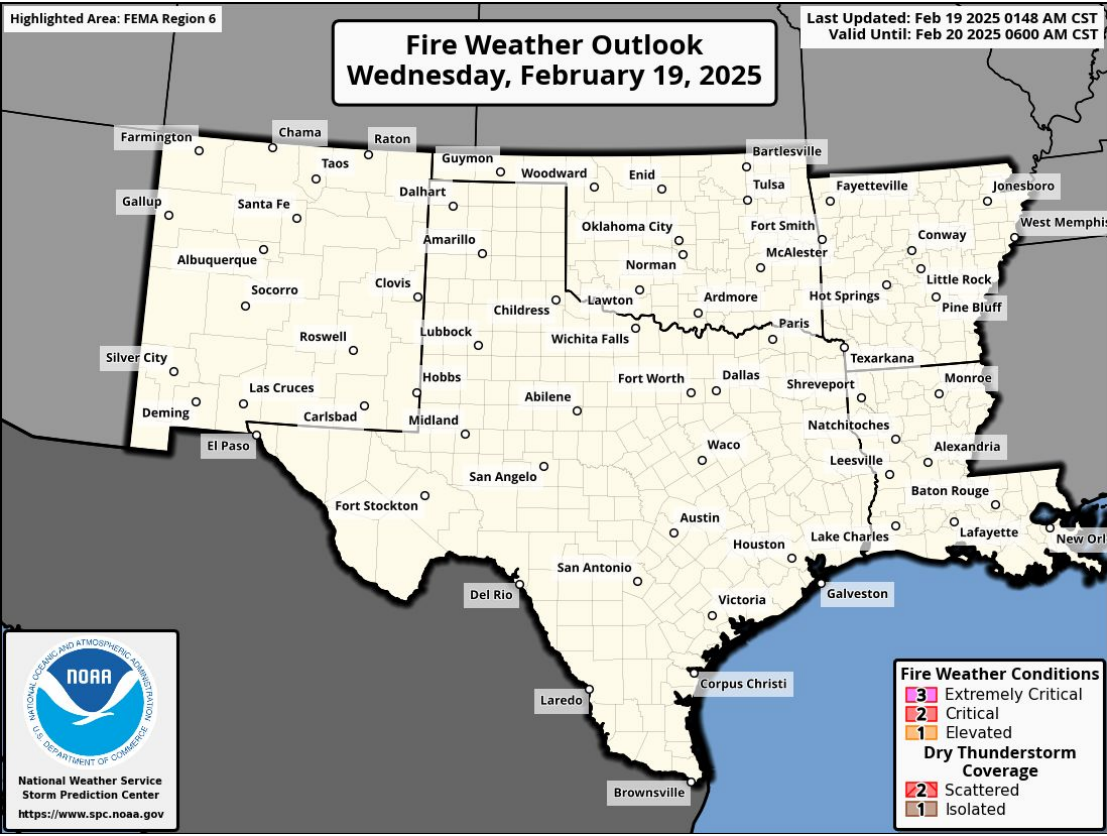 Highlighted Area: FEMA Region 6
Last Updated: Feb 19 2025 0148 AM CST
Valid Until: Feb 20 2025 0600 AM CST
Fire Weather Outlook
Wednesday, February 19, 2025
Farmington
Chama
Raton
Taos
Guymon
Woodward
Enid
Bartlesville
Tulsa
Dalhart
Fayetteville
Jonesboro
Gallup
Santa Fe
Oklahoma City
Fort Smith
West Memphis
Conway
Amarillo
Albuquerque
Norman
McAlester
Socorro
Clovis
Little Rock
Childress
Lawton
Ardmore
Hot Springs
Pine Bluff
Roswell
Lubbock
Wichita Falls
Paris
Silver City
Texarkana
Las Cruces
Hobbs
Fort Worth
Dallas
Shreveport
Monroe
Deming
Carlsbad
Midland
Abilene
Natchitoches
El Paso
Waco
Alexandria
San Angelo
Leesville
Fort Stockton
Baton Rouge
Austin
Houston
Lake Charles
Lafayette
New Orl
San Antonio
Del Rio
Victoria
Galveston
Laredo
Corpus Christi
Brownsville
NATIONAL OCEANIC AND ATMOSPHERIC ADMINISTRATION
NOAA
U.S. DEPARTMENT OF COMMERCE
National Weather Service
Storm Prediction Center
https://www.spc.noaa.gov
Fire Weather Conditions
3 Extremely Critical
2 Critical
1 Elevated
Dry Thunderstorm
Coverage
2 Scattered
1 Isolated